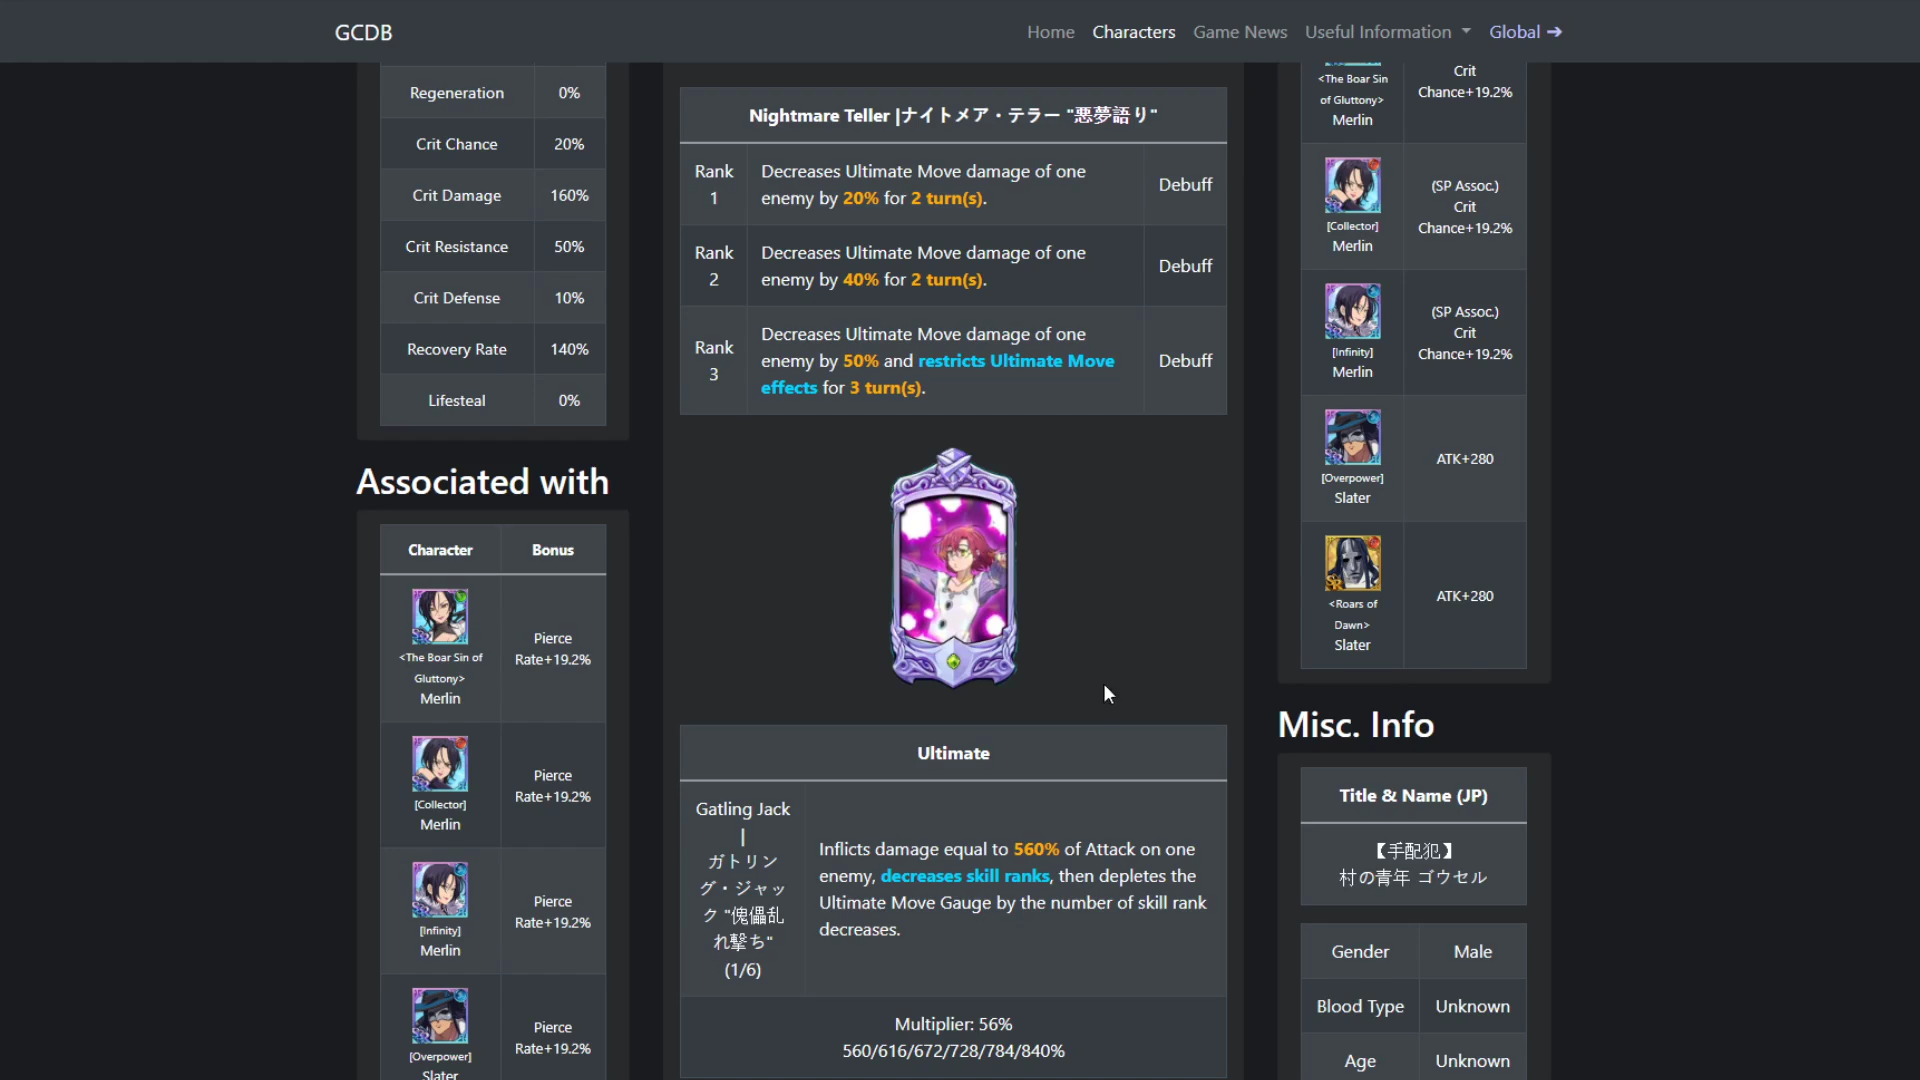 GCDB
Home Characters Game News Useful Information Global ➔
Regeneration 0%
Crit Chance 20%
Crit Damage 160%
Crit Resistance 50%
Crit Defense 10%
Recovery Rate 140%
Lifesteal 0%
Associated with
Character Bonus
<The Boar Sin of
Gluttony>
Merlin
Pierce
Rate+19.2%
[Collector]
Merlin
Pierce
Rate+19.2%
[Infinity]
Merlin
Pierce
Rate+19.2%
[Overpower]
Slater
Pierce
Rate+19.2%
Nightmare Teller |ナイトメア・テラー "悪夢語り"
Rank
1
Decreases Ultimate Move damage of one
enemy by 20% for 2 turn(s).
Debuff
Rank
2
Decreases Ultimate Move damage of one
enemy by 40% for 2 turn(s).
Debuff
Rank
3
Decreases Ultimate Move damage of one
enemy by 50% and restricts Ultimate Move
effects for 3 turn(s).
Debuff
Ultimate
Gatling Jack
|
ガトリン
グ・ジャッ
ク "傀儡乱
れ撃ち"
(1/6)
Inflicts damage equal to 560% of Attack on one
enemy, decreases skill ranks, then depletes the
Ultimate Move Gauge by the number of skill rank
decreases.
Multiplier: 56%
560/616/672/728/784/840%
<The Boar Sin
of Gluttony>
Merlin
Crit
Chance+19.2%
[Collector]
Merlin
(SP Assoc.)
Crit
Chance+19.2%
[Infinity]
Merlin
(SP Assoc.)
Crit
Chance+19.2%
[Overpower]
Slater
ATK+280
<Roars of
Dawn>
Slater
ATK+280
Misc. Info
Title & Name (JP)
【手配犯】
村の青年 ゴウセル
Gender Male
Blood Type Unknown
Age Unknown